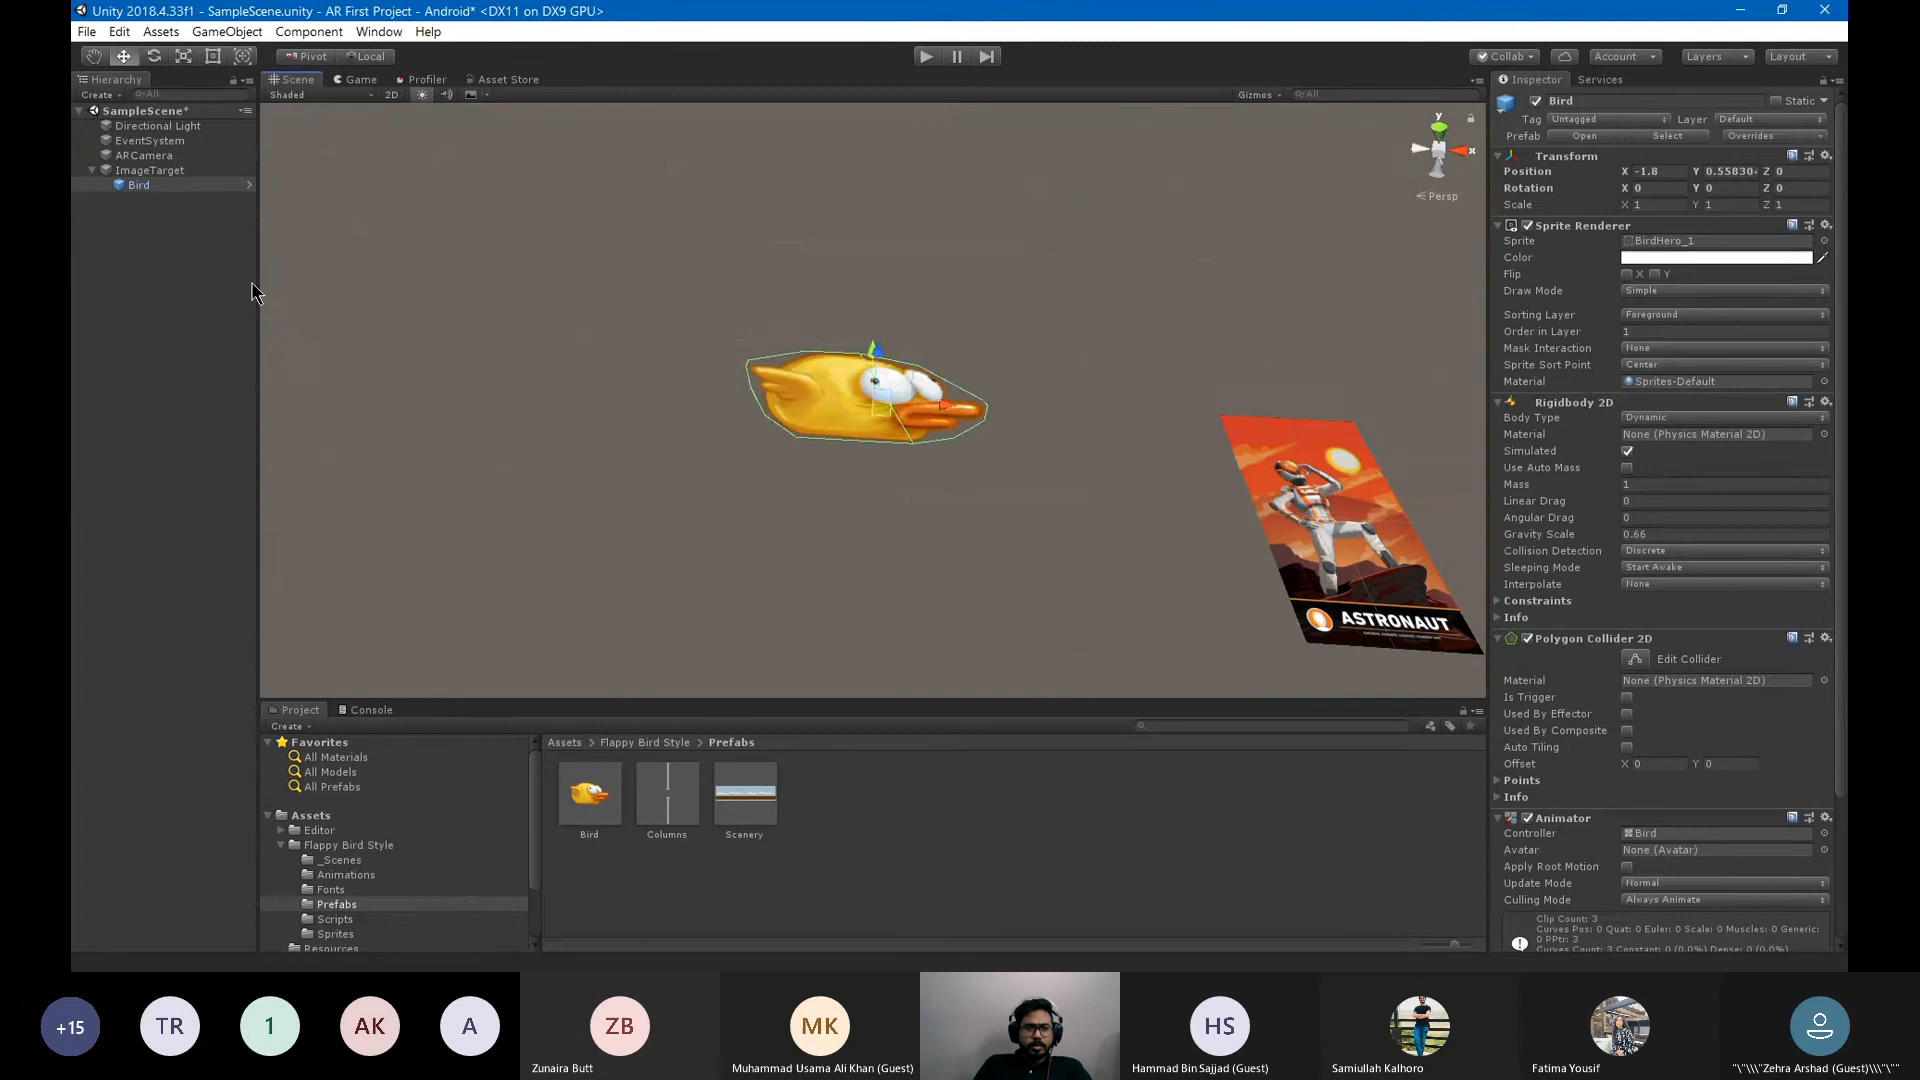 Unity 2018.4.33f1 - SampleScene.unity - AR First Project - Android* <DX11 on DX9 GPU>
File Edit Assets GameObject Component Window Help
Pivot Local Collab Account Layers Layout
Hierarchy
Create All
SampleScene*
Directional Light
EventSystem
ARCamera
ImageTarget
Bird
Scene Game Profiler Asset Store
Shaded 2D Gizmos All
y
x
Persp
ASTRONAUT
Project Console
Create
Favorites
All Materials
All Models
All Prefabs
Assets
Editor
Flappy Bird Style
_Scenes
Animations
Fonts
Prefabs
Scripts
Sprites
Resources
Assets > Flappy Bird Style > Prefabs
Bird Columns Scenery
Inspector Services
Bird Static
Tag Untagged Layer Default
Prefab Open Select Overrides
Transform
Position X -1.8 Y 0.55830 Z 0
Rotation X 0 Y 0 Z 0
Scale X 1 Y 1 Z 1
Sprite Renderer
Sprite BirdHero_1
Color
Flip X Y
Draw Mode Simple
Sorting Layer Foreground
Order in Layer 1
Mask Interaction None
Sprite Sort Point Center
Material Sprites-Default
Rigidbody 2D
Body Type Dynamic
Material None (Physics Material 2D)
Simulated
Use Auto Mass
Mass 1
Linear Drag 0
Angular Drag 0
Gravity Scale 0.66
Collision Detection Discrete
Sleeping Mode Start Awake
Interpolate None
Constraints
Info
Polygon Collider 2D
Edit Collider
Material None (Physics Material 2D)
Is Trigger
Used By Effector
Used By Composite
Auto Tiling
Offset X 0 Y 0
Points
Info
Animator
Controller Bird
Avatar None (Avatar)
Apply Root Motion
Update Mode Normal
Culling Mode Always Animate
Clip Count: 3
Curves Pos: 0 Quat: 0 Euler: 0 Scale: 0 Muscles: 0 Generic:
0 PPtr: 3
Curves Count: 3 Constant: 0 (0.0%) Dense: 0 (0.0%)
+15 TR 1 AK A ZB MK HS
Zunaira Butt
Muhammad Usama Ali Khan (Guest)
Hammad Bin Sajjad (Guest)
Samiullah Kalhoro
Fatima Yousif
"\"\\\"Zehra Arshad (Guest)\\\"\""